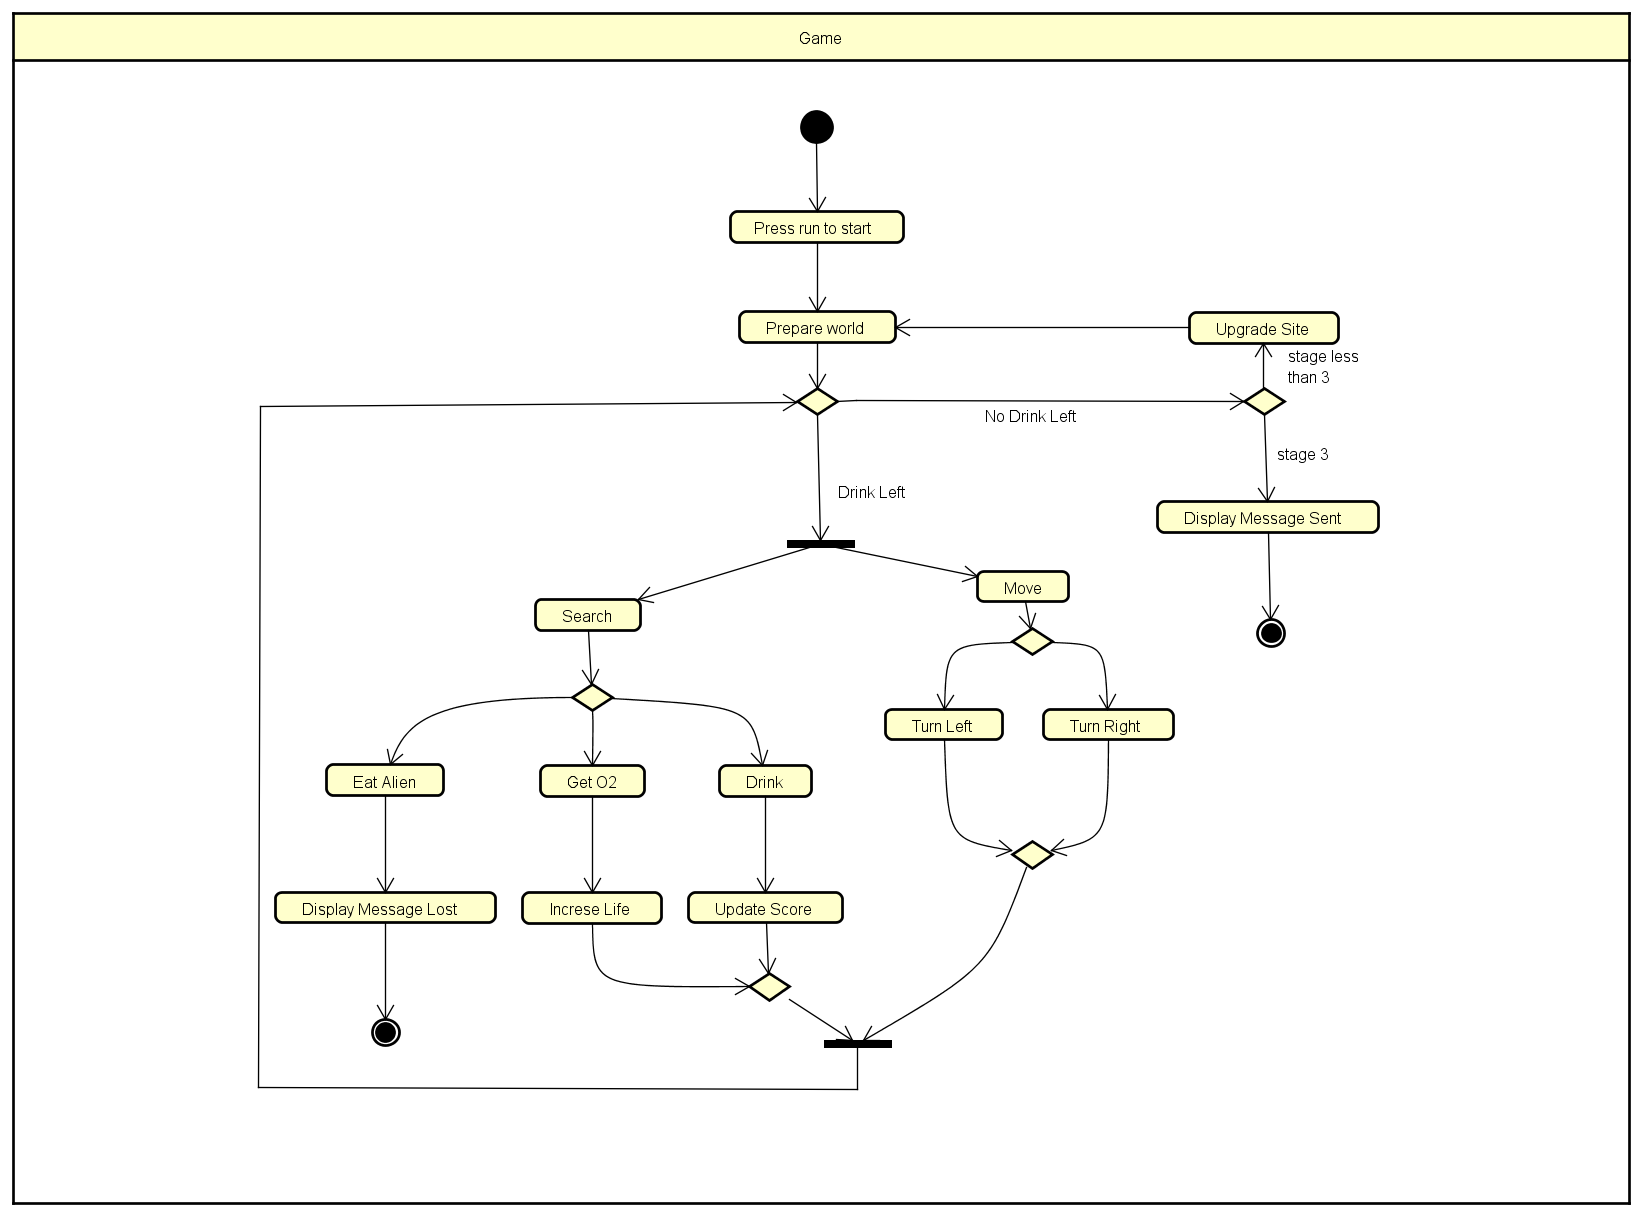 Game
Press run to start
Prepare world
Upgrade Site
stage less
than 3
No Drink Left
stage 3
Drink Left
Display Message Sent
Move
Search
Turn Left
Turn Right
Eat Alien
Get O2
Drink
Display Message Lost
Increse Life
Update Score